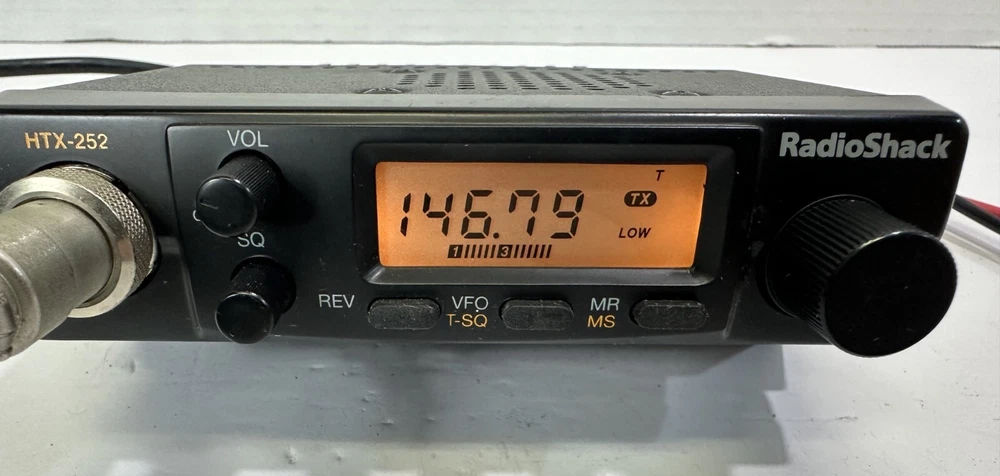 HTX-252
VOL
RadioShack
T
146.79
TX
LOW
1 3
SQ
REV
VFO
T-SQ
MR
MS